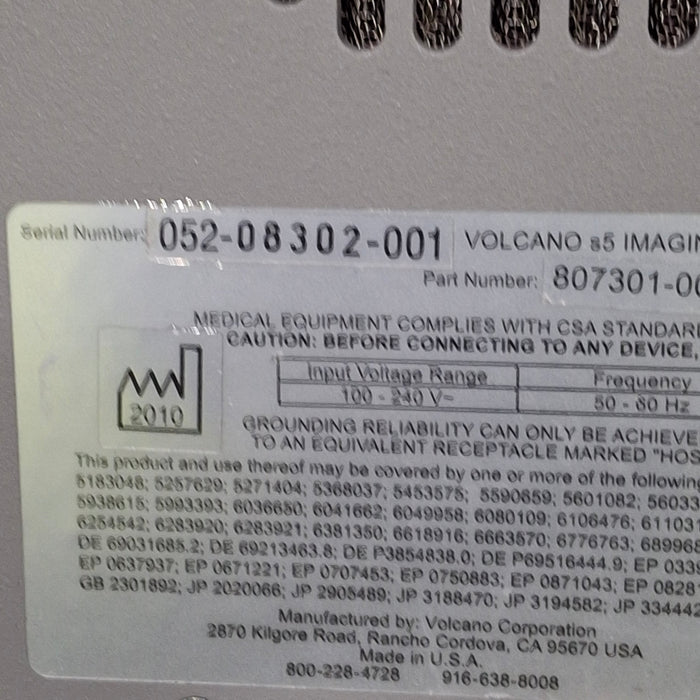 Serial Number: 052-08302-001 VOLCANO s5 IMAGIN
Part Number: 807301-00
MEDICAL EQUIPMENT COMPLIES WITH CSA STANDAR
CAUTION: BEFORE CONNECTING TO ANY DEVICE,
Input Voltage Range Frequency
100 - 240 V~ 50 - 60 Hz
2010
GROUNDING RELIABILITY CAN ONLY BE ACHIEVE
TO AN EQUIVALENT RECEPTACLE MARKED "HOS
This product and use thereof may be covered by one or more of the following
5183048; 5257629; 5271404; 5368037; 5453575; 5590659; 5601082; 56033
5938615; 5993393; 6036650; 6041662; 6049958; 6080109; 6106476; 611037
6254542; 6283920; 6283921; 6381350; 6618916; 6663570; 6776763; 689968
DE 69031685.2; DE 69213463.8; DE P3854838.0; DE P69516444.9; EP 0339
EP 0637937; EP 0671221; EP 0707453; EP 0750883; EP 0871043; EP 0828
GB 2301892; JP 2020066; JP 2905489; JP 3188470; JP 3194582; JP 334442
Manufactured by: Volcano Corporation
2870 Kilgore Road, Rancho Cordova, CA 95670 USA
Made in U.S.A.
800-228-4728 916-638-8008